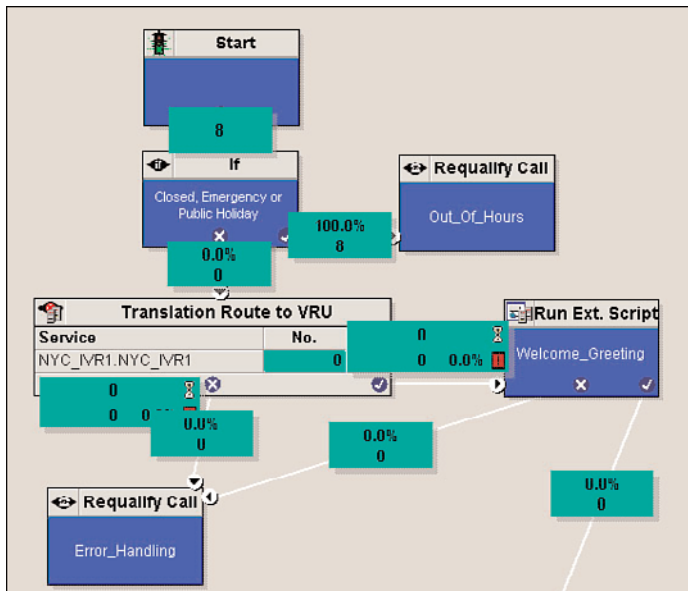 Start
8
If
Closed, Emergency or
Public Holiday
100.0%
8
Requalify Call
Out_Of_Hours
0.0%
0
Translation Route to VRU
Service No.
NYC_IVR1.NYC_IVR1 0
0
0 0.0%
Run Ext. Script
Welcome_Greeting
0
0
0.0%
0
0.0%
0
0.0%
0
Requalify Call
Error_Handling